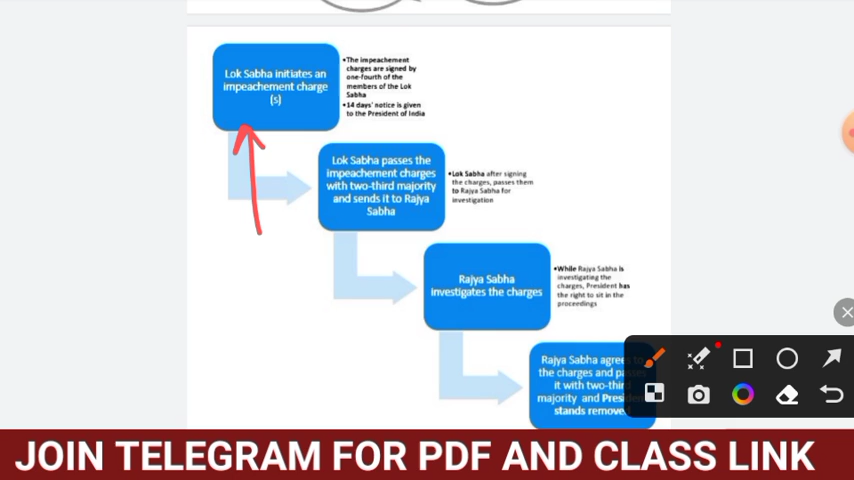 Lok Sabha initiates an
impeachement charge
(s)
•The impeachement
charges are signed by
one-fourth of the
members of the Lok
Sabha
•14 days' notice is given
to the President of India
Lok Sabha passes the
impeachement charges
with two-third majority
and sends it to Rajya
Sabha
•Lok Sabha after signing
the charges, passes them
to Rajya Sabha for
investigation
Rajya Sabha
investigates the charges
•While Rajya Sabha is
investigating the
charges, President has
the right to sit in the
proceedings
Rajya Sabha agrees to
the charges and passes
it with two-third
majority and President
stands removed
JOIN TELEGRAM FOR PDF AND CLASS LINK